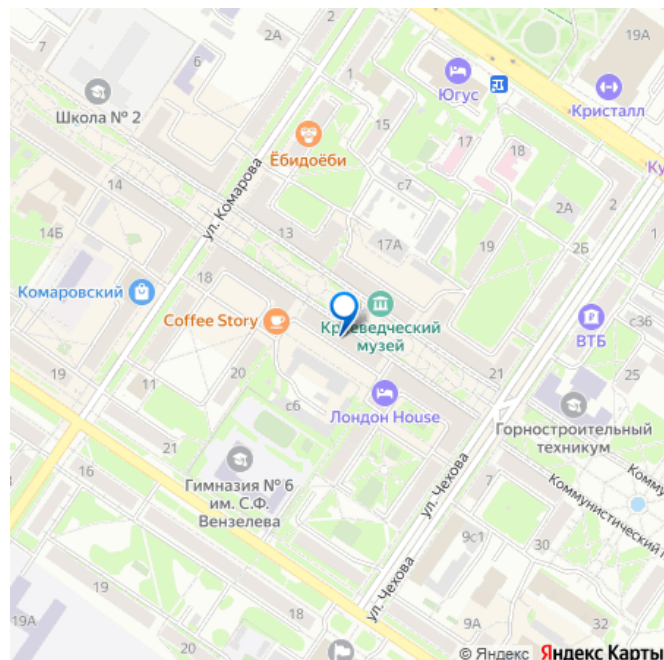 7
2А
19А
6
1
Югус
Кристалл
Школа № 2
15
17
18
Ку
Ёбидоёби
с7
2А
2
14
ул. Комарова
14Б
13
17А
19
2Б
18
Комаровский
Coffee Story
Краеведческий
музей
ВТБ
с36
19
11
20
21
25
с6
Лондон House
Горностроительный
техникум
21
Гимназия № 6
им. С.Ф.
Вензелева
16
ул. Чехова
7
Комму
Коммунистический п
9с1
30
19
18
ул. Чехова
19А
20
9А
32
© Яндекс Яндекс Карты